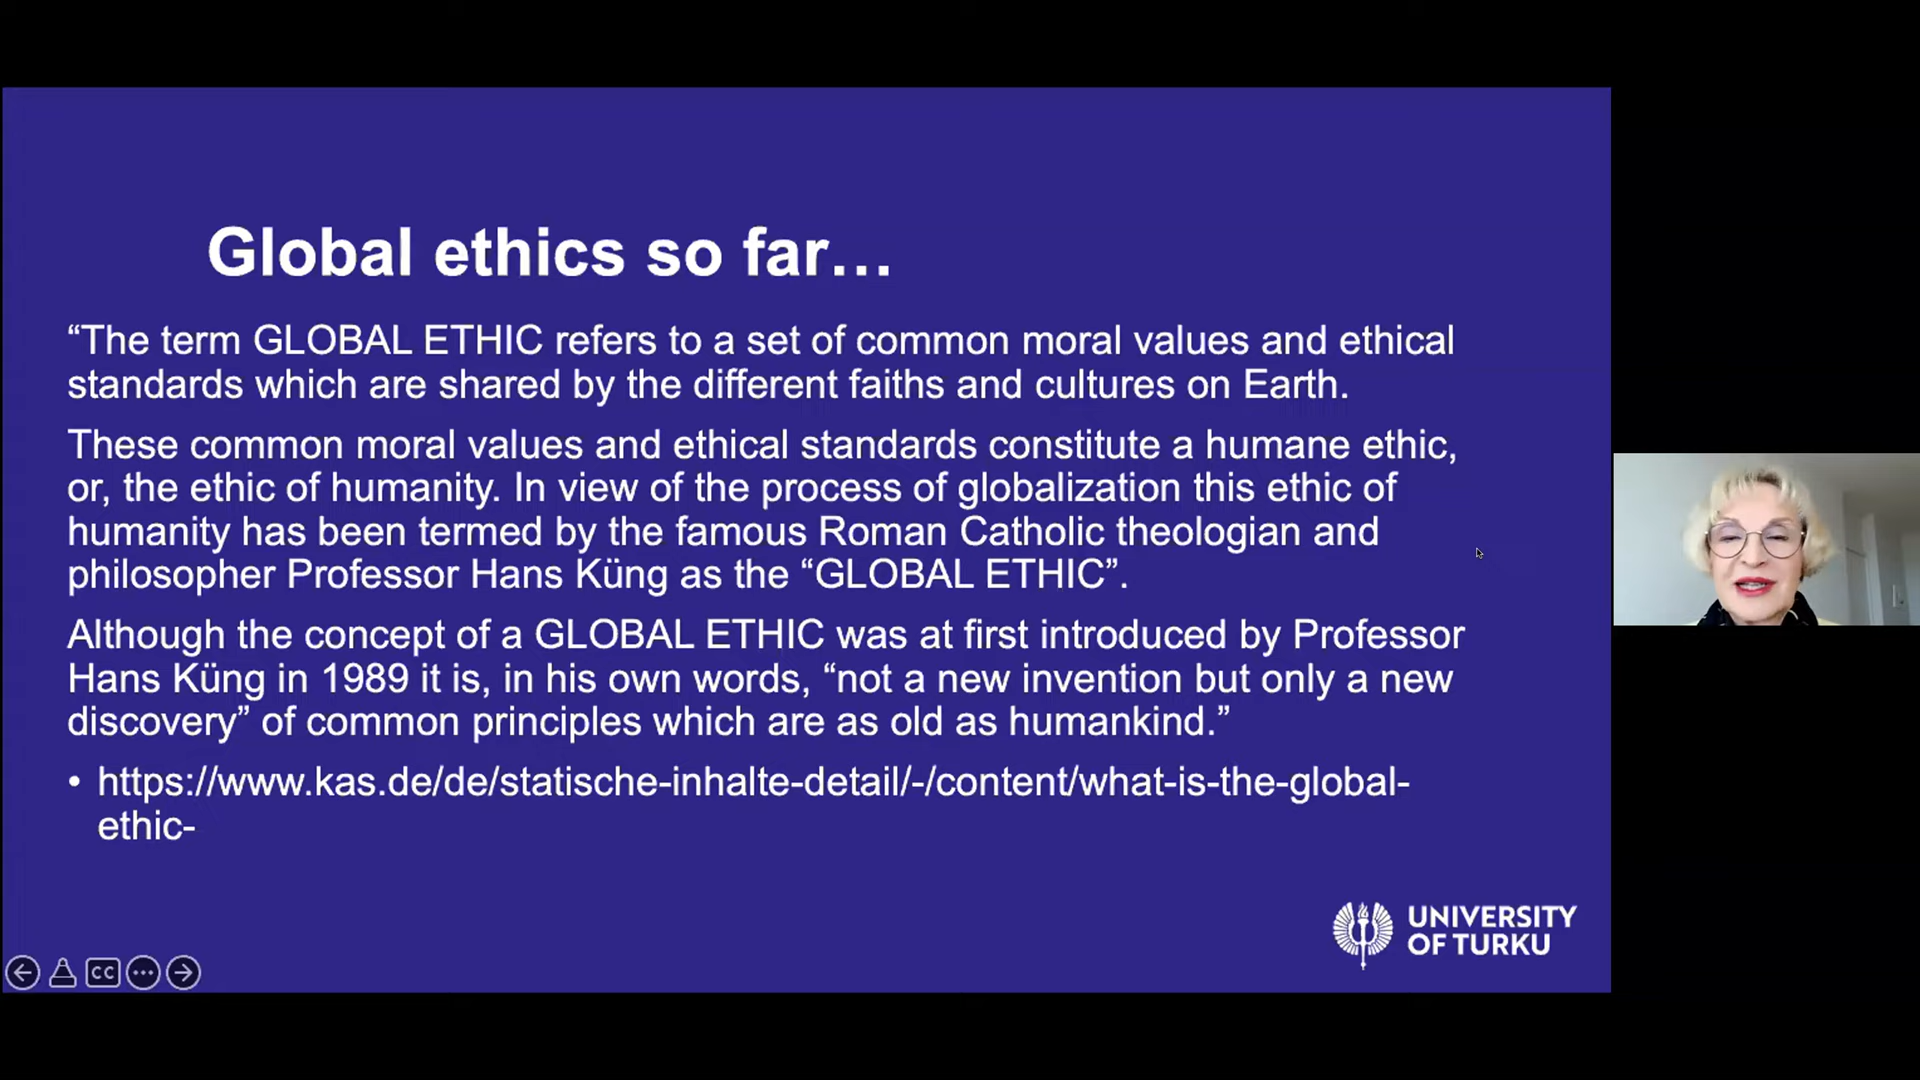 Global ethics so far…
“The term GLOBAL ETHIC refers to a set of common moral values and ethical
standards which are shared by the different faiths and cultures on Earth.
These common moral values and ethical standards constitute a humane ethic,
or, the ethic of humanity. In view of the process of globalization this ethic of
humanity has been termed by the famous Roman Catholic theologian and
philosopher Professor Hans Küng as the “GLOBAL ETHIC”.
Although the concept of a GLOBAL ETHIC was at first introduced by Professor
Hans Küng in 1989 it is, in his own words, “not a new invention but only a new
discovery” of common principles which are as old as humankind.”
• https://www.kas.de/de/statische-inhalte-detail/-/content/what-is-the-global-
ethic-
UNIVERSITY
OF TURKU
CC